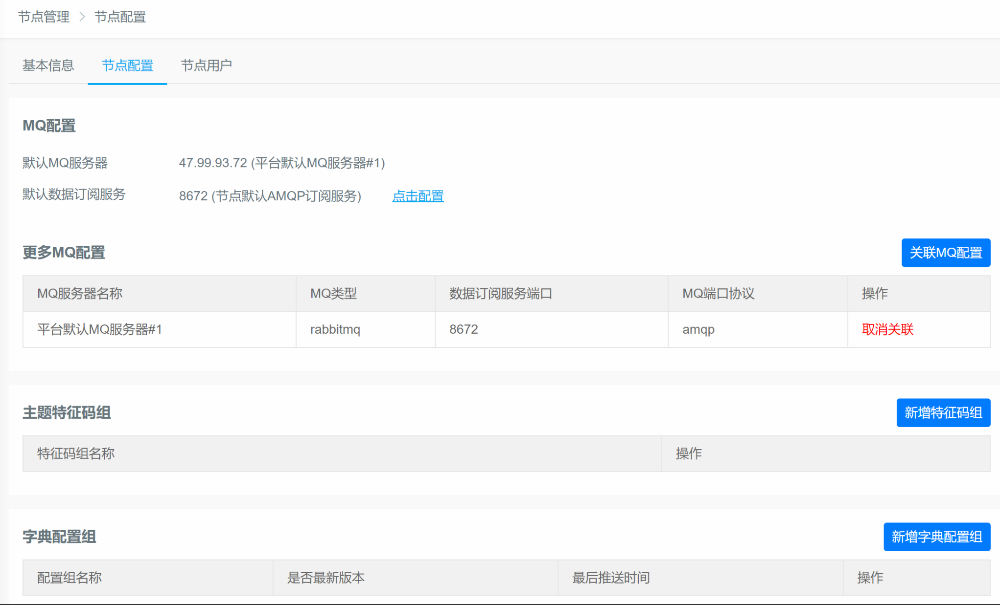 节点管理 > 节点配置
基本信息 节点配置 节点用户
MQ配置
默认MQ服务器 47.99.93.72 (平台默认MQ服务器#1)
默认数据订阅服务 8672 (节点默认AMQP订阅服务) 点击配置
更多MQ配置 关联MQ配置
MQ服务器名称 MQ类型 数据订阅服务端口 MQ端口协议 操作
平台默认MQ服务器#1 rabbitmq 8672 amqp 取消关联
主题特征码组 新增特征码组
特征码组名称 操作
字典配置组 新增字典配置组
配置组名称 是否最新版本 最后推送时间 操作